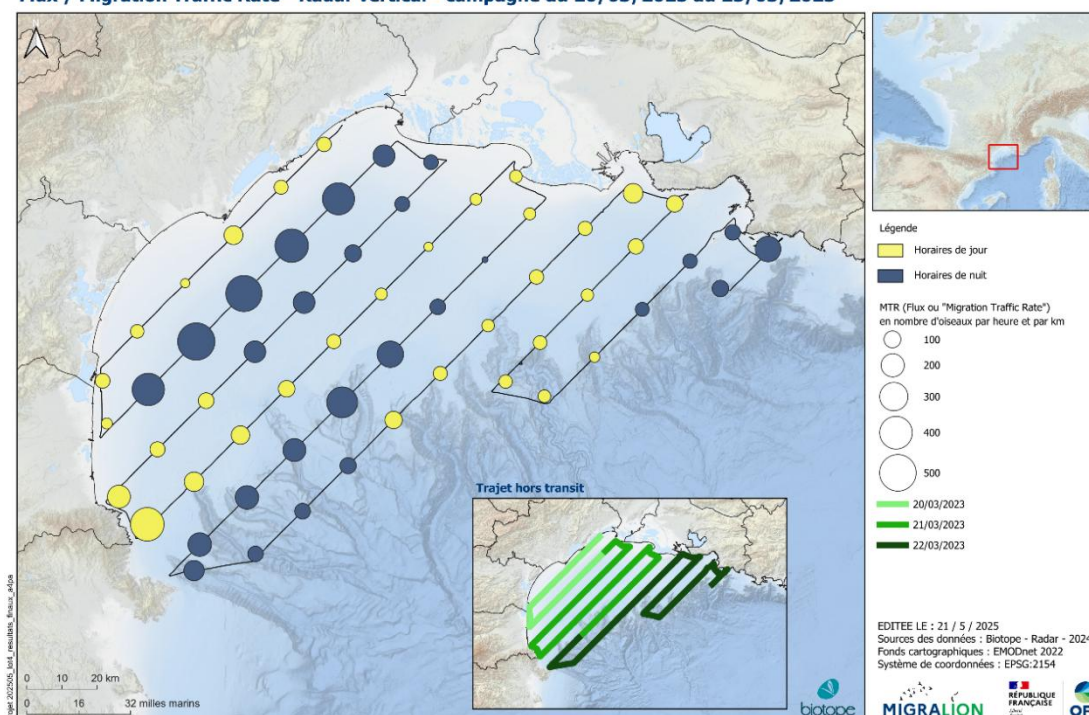 Flux / Migration Traffic Rate - Radar Vertical - Campagne du 20/03/2023 au 23/03/2023
Légende
Horaires de jour
Horaires de nuit
MTR (Flux ou "Migration Traffic Rate")
en nombre d'oiseaux par heure et par km
100
200
300
400
500
20/03/2023
21/03/2023
22/03/2023
Trajet hors transit
EDITEE LE : 21 / 5 / 2025
Sources des données : Biotope - Radar - 2024
Fonds cartographiques : EMODnet 2022
Système de coordonnées : EPSG:2154
0 10 20 km
0 16 32 milles marins
biotope
MIGRALION
RÉPUBLIQUE
FRANÇAISE